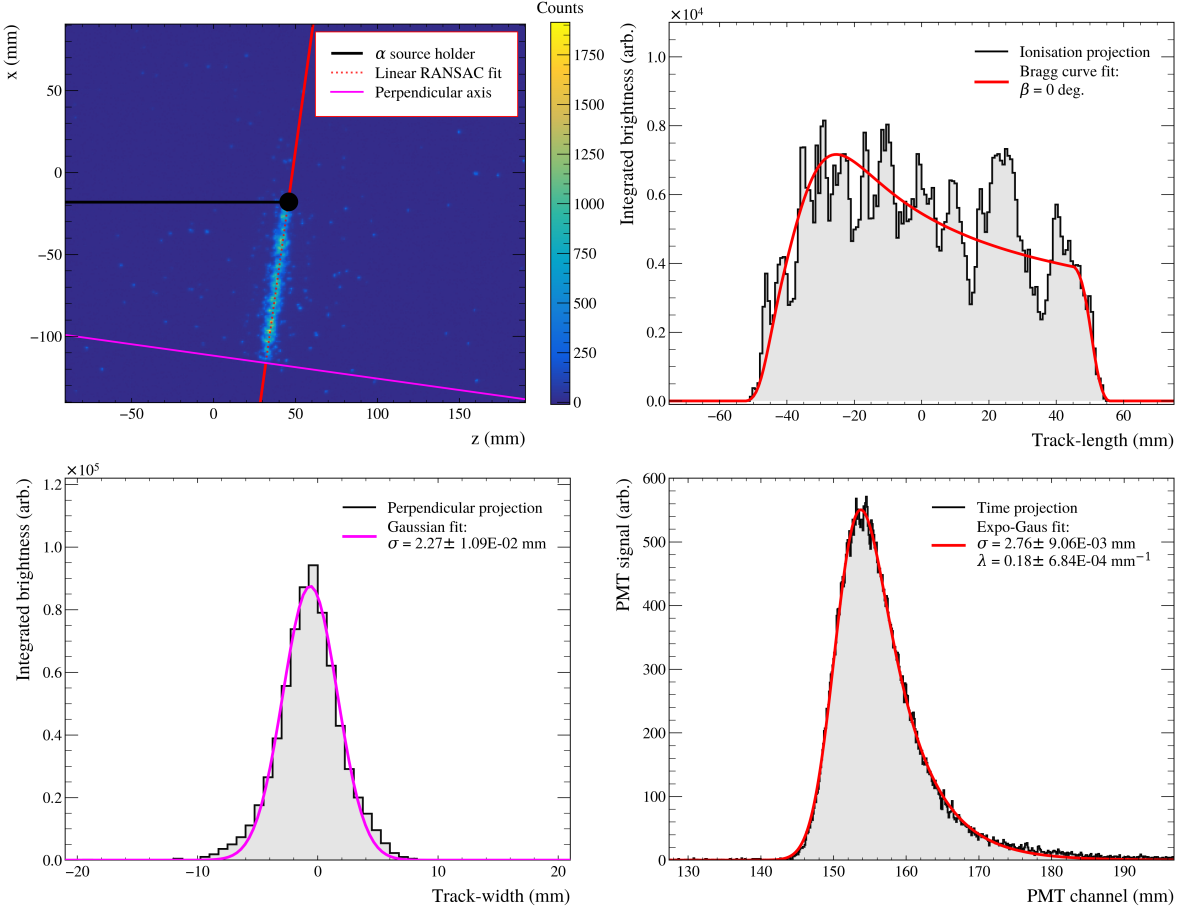 Counts
x (mm)
α source holder
Linear RANSAC fit
Perpendicular axis
50
0
−50
−100
−50
0
50
100
150
z (mm)
1750
1500
1250
1000
750
500
250
0
×10⁴
Integrated brightness (arb.)
Ionisation projection
Bragg curve fit:
β = 0 deg.
1.0
0.8
0.6
0.4
0.2
0.0
−60
−40
−20
0
20
40
60
Track-length (mm)
×10⁵
Integrated brightness (arb.)
Perpendicular projection
Gaussian fit:
σ = 2.27± 1.09E-02 mm
1.2
1.0
0.8
0.6
0.4
0.2
0.0
−20
−10
0
10
20
Track-width (mm)
PMT signal (arb.)
Time projection
Expo-Gaus fit:
σ = 2.76± 9.06E-03 mm
λ = 0.18± 6.84E-04 mm⁻¹
600
500
400
300
200
100
0
130
140
150
160
170
180
190
PMT channel (mm)